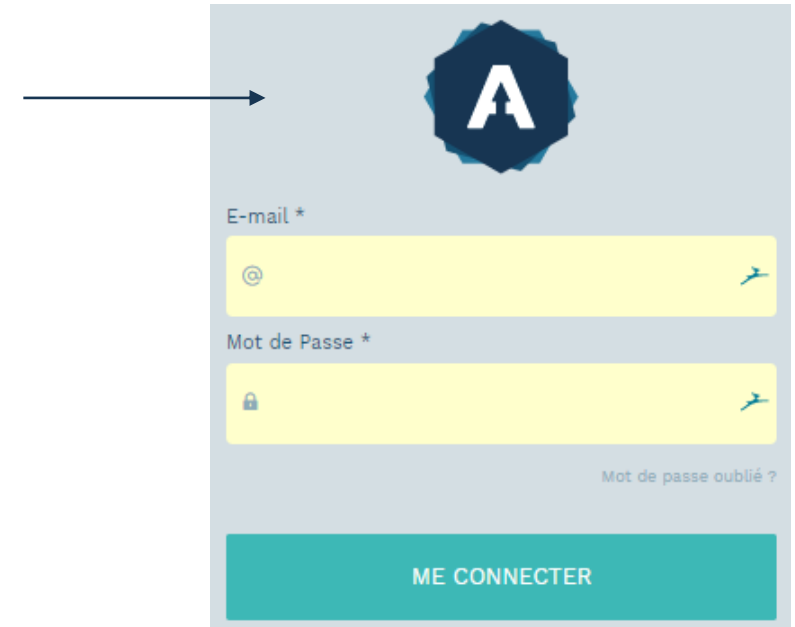 A
E-mail *
@
Mot de Passe *
Mot de passe oublié ?
ME CONNECTER